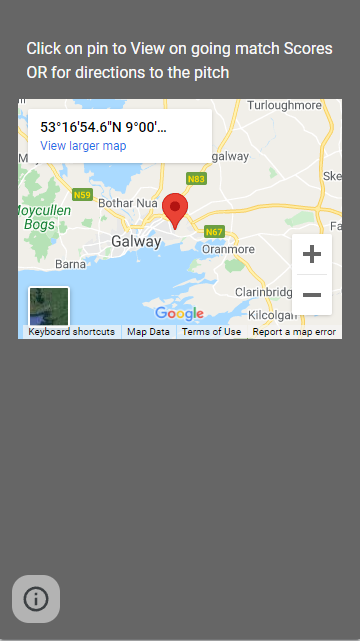 Click on pin to View on going match Scores
OR for directions to the pitch
Turloughmore
53°16'54.6"N 9°00'...
View larger map
galway
N83
N59
Bothar Nua
Moycullen
Bogs
N67
Galway
Oranmore
Barna
Clarinbridg
Google
Kilcolgan
Keyboard shortcuts
Map Data
Terms of Use
Report a map error